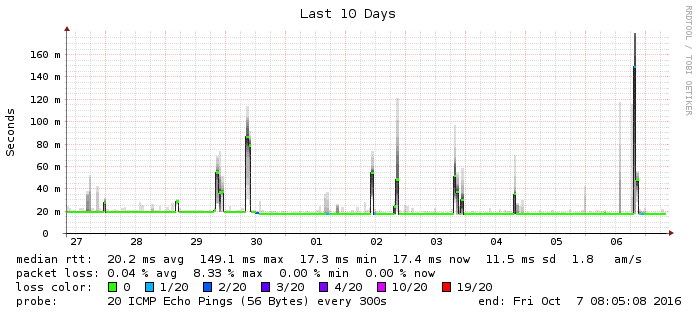 Last 10 Days
RRDTOOL / TOBI OETIKER
Seconds
160 m
140 m
120 m
100 m
80 m
60 m
40 m
20 m
0
27 28 29 30 01 02 03 04 05 06
median rtt: 20.2 ms avg 149.1 ms max 17.3 ms min 17.4 ms now 11.5 ms sd 1.8 am/s
packet loss: 0.04 % avg 8.33 % max 0.00 % min 0.00 % now
loss color: 0 1/20 2/20 3/20 4/20 10/20 19/20
probe: 20 ICMP Echo Pings (56 Bytes) every 300s end: Fri Oct 7 08:05:08 2016